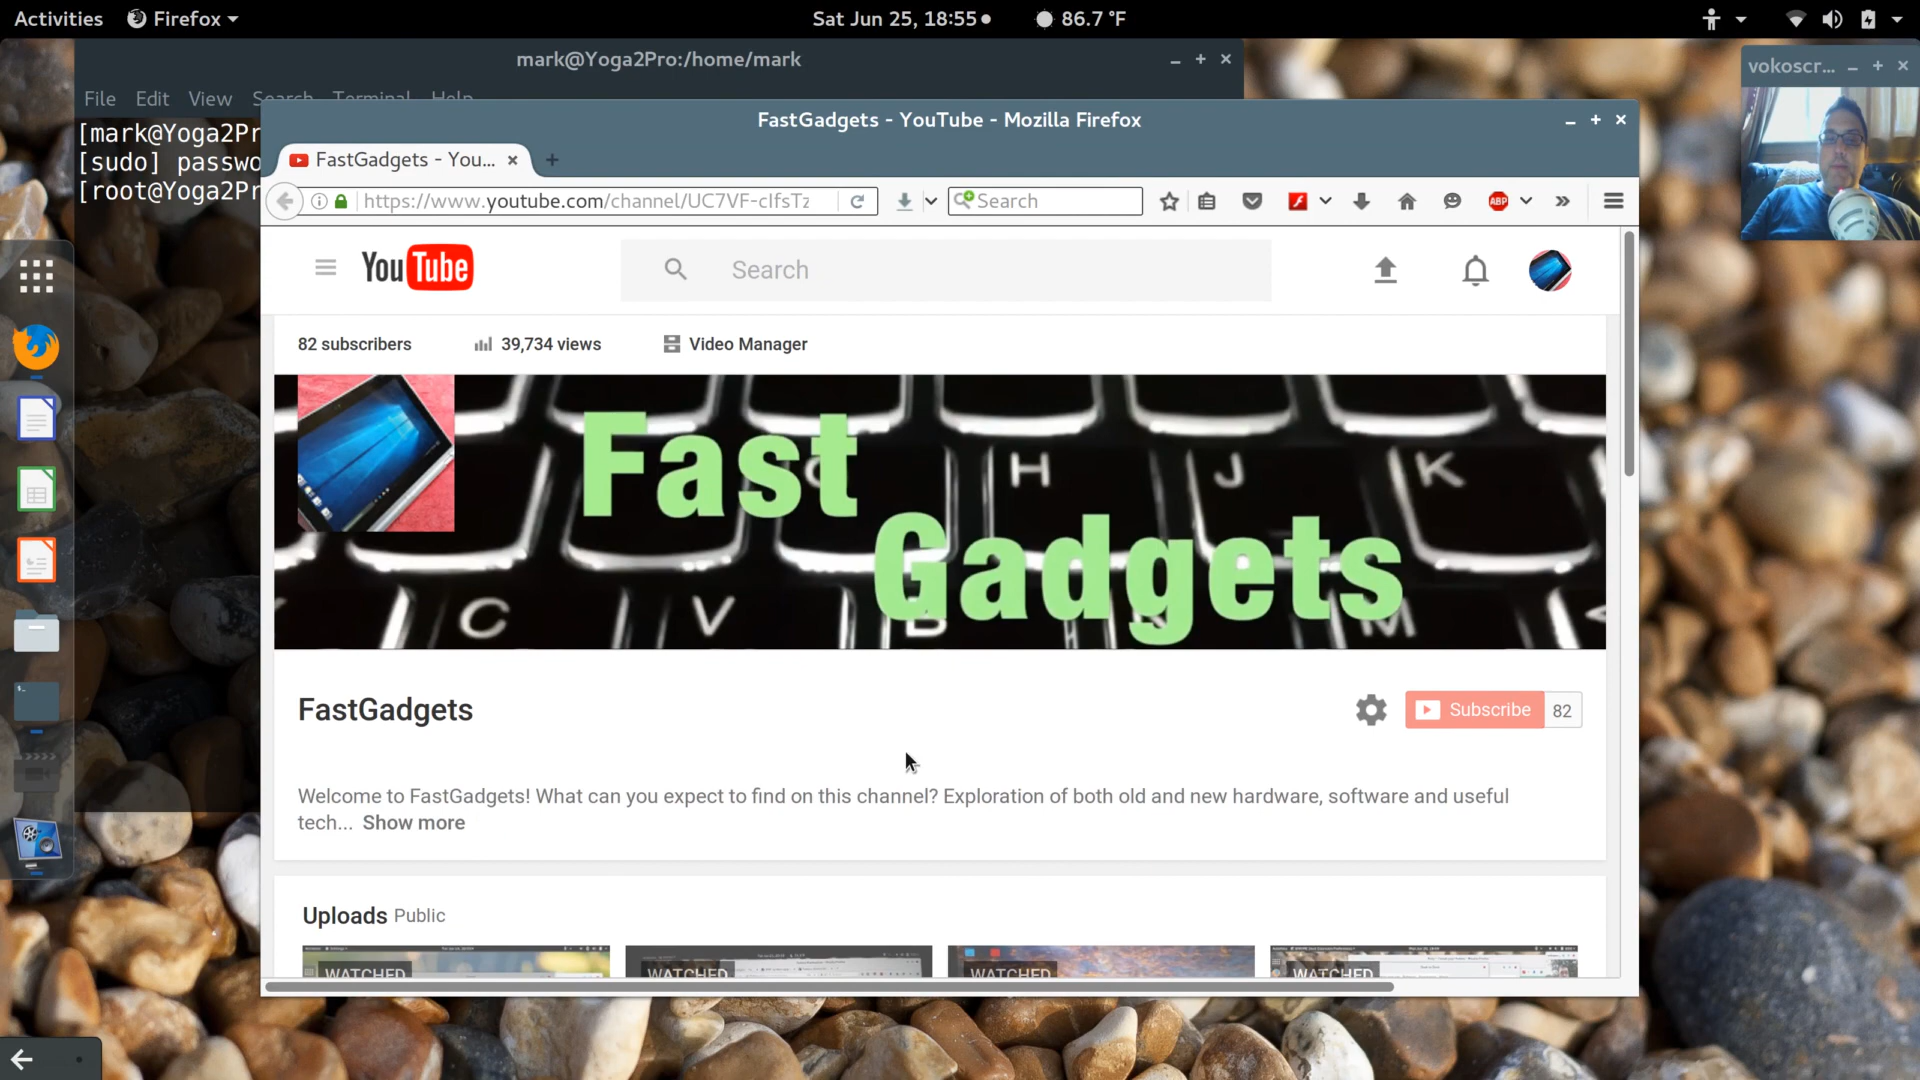 Activities Firefox Sat Jun 25, 18:55 86.7 °F
mark@Yoga2Pro:/home/mark
vokoscr...
File Edit View Search Terminal Help
[mark@Yoga2Pr
[sudo] passwo
[root@Yoga2Pr
FastGadgets - YouTube - Mozilla Firefox
FastGadgets - You...
https://www.youtube.com/channel/UC7VF-cIfsTz
Search
ABP
YouTube
Search
82 subscribers 39,734 views Video Manager
Fast
H J K
Gadgets
C V B M
FastGadgets
Subscribe 82
Welcome to FastGadgets! What can you expect to find on this channel? Exploration of both old and new hardware, software and useful
tech... Show more
Uploads Public
WATCHED WATCHED WATCHED WATCHED